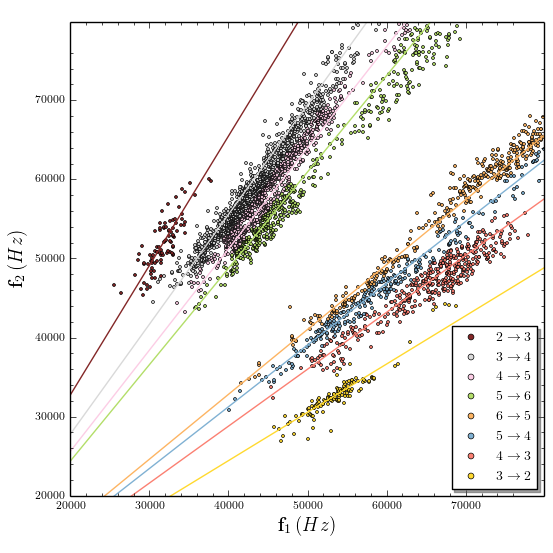 70000
60000
50000
40000
30000
20000
f₂ (Hz)
20000 30000 40000 50000 60000 70000
f₁ (Hz)
2 → 3
3 → 4
4 → 5
5 → 6
6 → 5
5 → 4
4 → 3
3 → 2